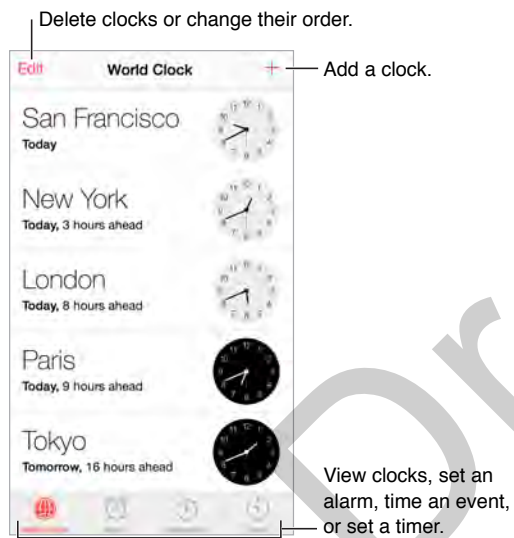 Delete clocks or change their order.
Edit World Clock +
Add a clock.
San Francisco
Today
New York
Today, 3 hours ahead
London
Today, 8 hours ahead
Paris
Today, 9 hours ahead
Tokyo
Tomorrow, 16 hours ahead
View clocks, set an
alarm, time an event,
or set a timer.